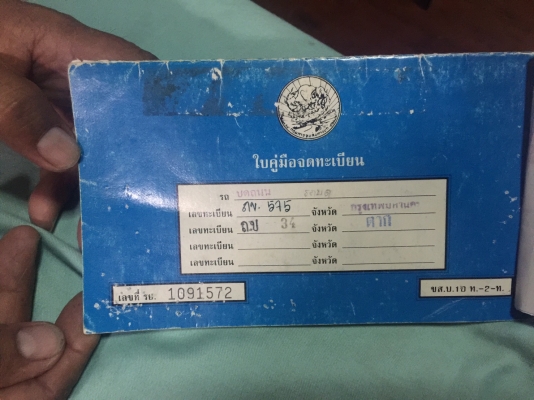 ใบคู่มือจดทะเบียน
รถ
เลขทะเบียน ภข. 575 จังหวัด กรุงเทพมหานคร
เลขทะเบียน จังหวัด ตาก
เลขทะเบียน จังหวัด
เลขทะเบียน จังหวัด
เลขที่ รย. 1091572
ขส.บ.10 ท.-2-ท.